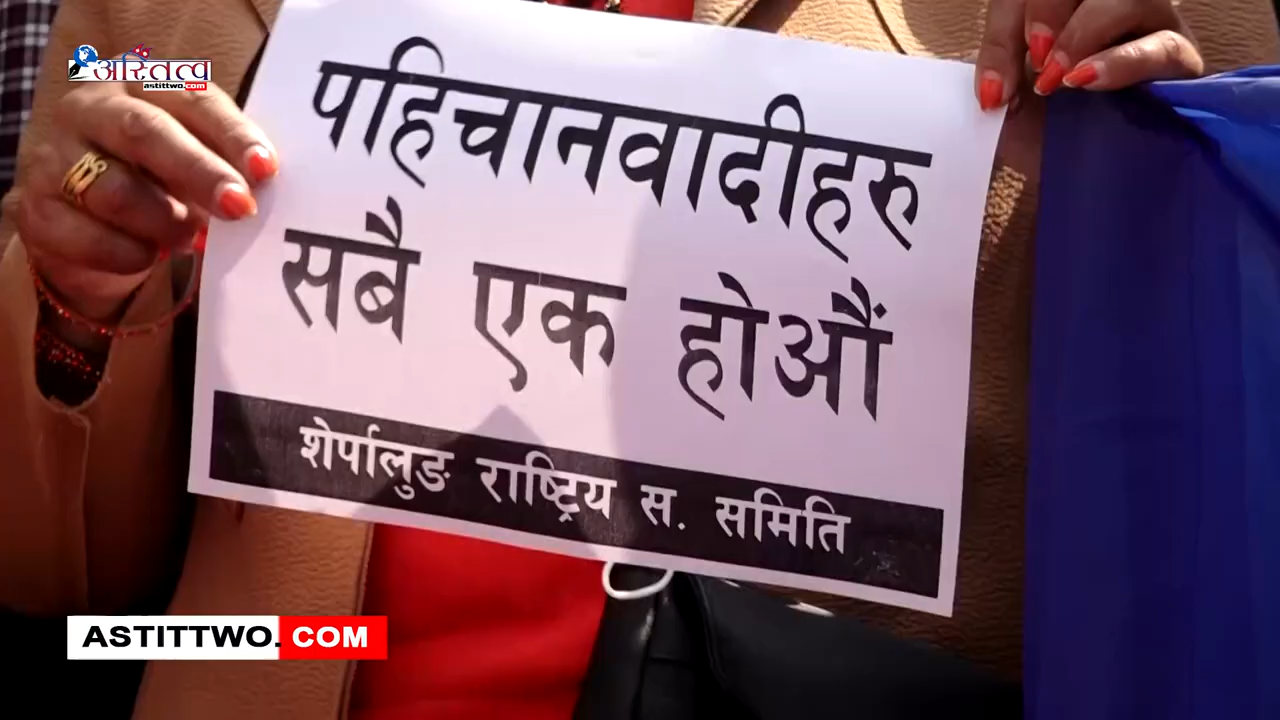 अस्तित्व
astittwo.com
पहिचानवादीहरु
सबै एक होऔं
शेर्पालुङ राष्ट्रिय स. समिति
ASTITTWO.COM